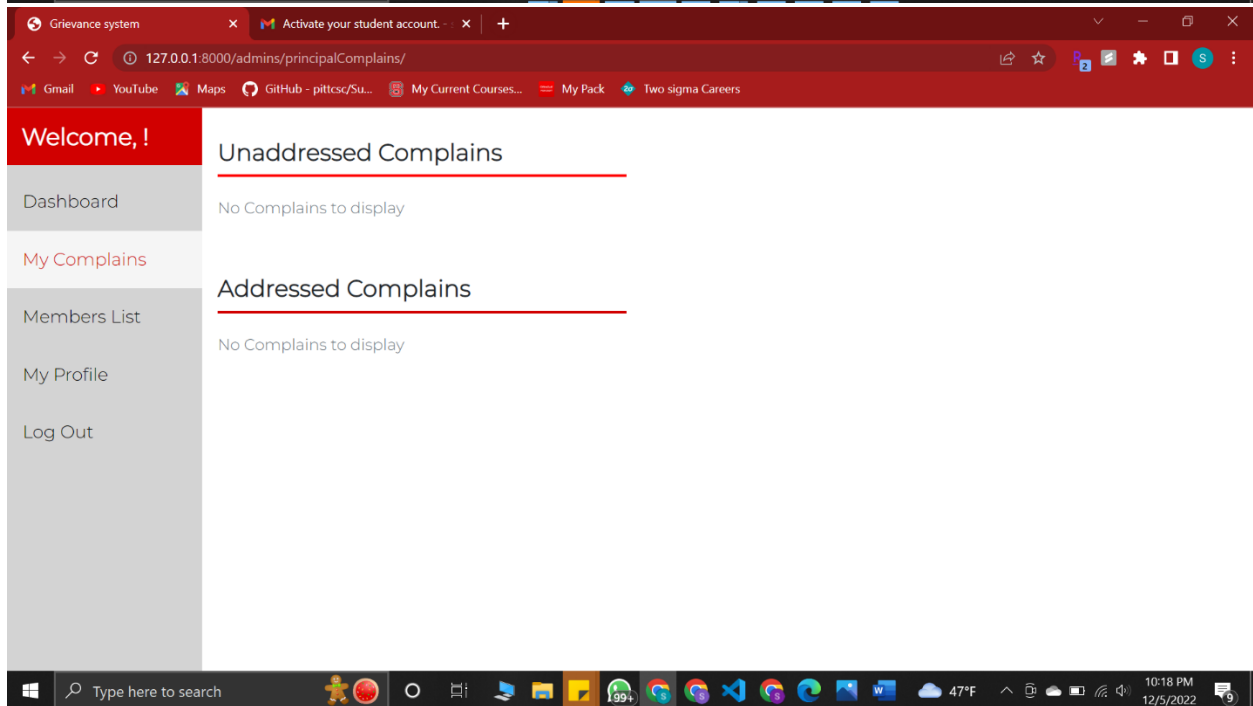 Grievance system
Activate your student account. -
127.0.0.1:8000/admins/principalComplains/
2
S
Gmail
YouTube
Maps
GitHub - pittcsc/Su...
My Current Courses...
My Pack
Two sigma Careers
Welcome, !
Dashboard
My Complains
Members List
My Profile
Log Out
Unaddressed Complains
No Complains to display
Addressed Complains
No Complains to display
Type here to search
99+
47°F
10:18 PM
12/5/2022
9